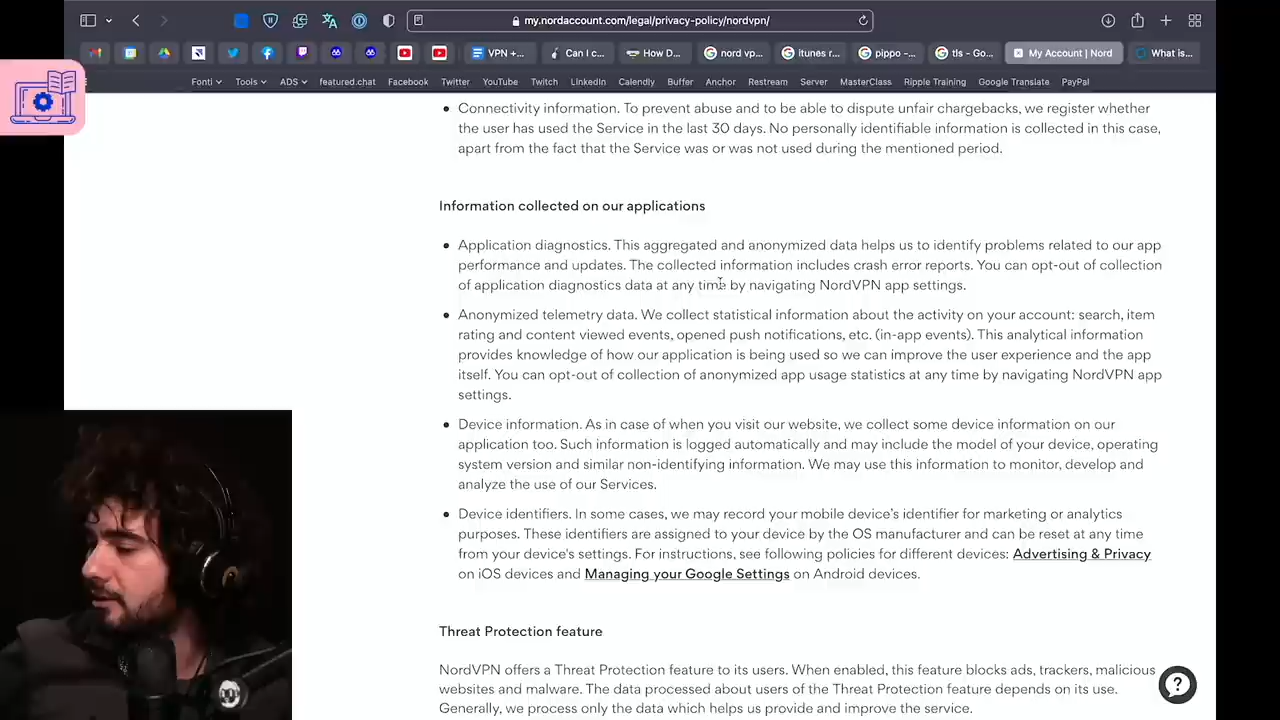 my.nordaccount.com/legal/privacy-policy/nordvpn/
VPN +...
Can I c...
How D...
nord vp...
itunes r...
pippo -...
tls - Go...
My Account | Nord
What is...
Fonti
Tools
ADS
featured.chat
Facebook
Twitter
YouTube
Twitch
LinkedIn
Calendly
Buffer
Anchor
Restream
Server
MasterClass
Ripple Training
Google Translate
PayPal
Connectivity information. To prevent abuse and to be able to dispute unfair chargebacks, we register whether
the user has used the Service in the last 30 days. No personally identifiable information is collected in this case,
apart from the fact that the Service was or was not used during the mentioned period.
Information collected on our applications
Application diagnostics. This aggregated and anonymized data helps us to identify problems related to our app
performance and updates. The collected information includes crash error reports. You can opt-out of collection
of application diagnostics data at any time by navigating NordVPN app settings.
Anonymized telemetry data. We collect statistical information about the activity on your account: search, item
rating and content viewed events, opened push notifications, etc. (in-app events). This analytical information
provides knowledge of how our application is being used so we can improve the user experience and the app
itself. You can opt-out of collection of anonymized app usage statistics at any time by navigating NordVPN app
settings.
Device information. As in case of when you visit our website, we collect some device information on our
application too. Such information is logged automatically and may include the model of your device, operating
system version and similar non-identifying information. We may use this information to monitor, develop and
analyze the use of our Services.
Device identifiers. In some cases, we may record your mobile device's identifier for marketing or analytics
purposes. These identifiers are assigned to your device by the OS manufacturer and can be reset at any time
from your device's settings. For instructions, see following policies for different devices: Advertising & Privacy
on iOS devices and Managing your Google Settings on Android devices.
Threat Protection feature
NordVPN offers a Threat Protection feature to its users. When enabled, this feature blocks ads, trackers, malicious
websites and malware. The data processed about users of the Threat Protection feature depends on its use.
Generally, we process only the data which helps us provide and improve the service.